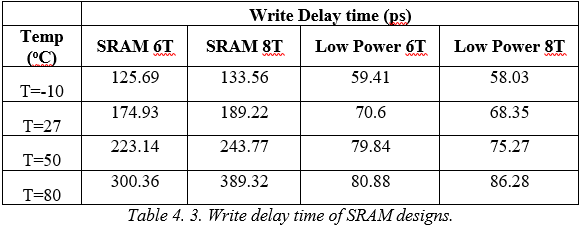 Write Delay time (ps)
Temp (°C) SRAM 6T SRAM 8T Low Power 6T Low Power 8T
T=-10 125.69 133.56 59.41 58.03
T=27 174.93 189.22 70.6 68.35
T=50 223.14 243.77 79.84 75.27
T=80 300.36 389.32 80.88 86.28
Table 4. 3. Write delay time of SRAM designs.